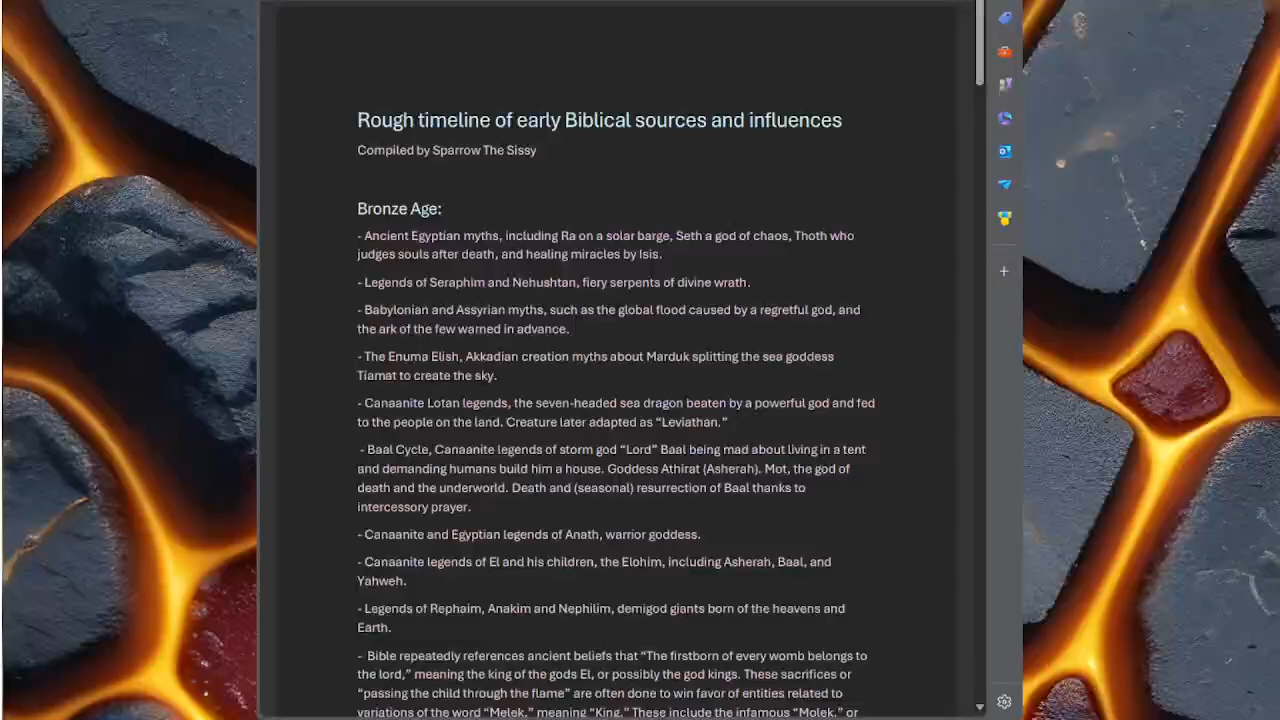 Rough timeline of early Biblical sources and influences
Compiled by Sparrow The Sissy
Bronze Age:
- Ancient Egyptian myths, including Ra on a solar barge, Seth a god of chaos, Thoth who
judges souls after death, and healing miracles by Isis.
- Legends of Seraphim and Nehushtan, fiery serpents of divine wrath.
- Babylonian and Assyrian myths, such as the global flood caused by a regretful god, and
the ark of the few warned in advance.
- The Enuma Elish, Akkadian creation myths about Marduk splitting the sea goddess
Tiamat to create the sky.
- Canaanite Lotan legends, the seven-headed sea dragon beaten by a powerful god and fed
to the people on the land. Creature later adapted as “Leviathan.”
- Baal Cycle, Canaanite legends of storm god “Lord” Baal being mad about living in a tent
and demanding humans build him a house. Goddess Athirat (Asherah). Mot, the god of
death and the underworld. Death and (seasonal) resurrection of Baal thanks to
intercessory prayer.
- Canaanite and Egyptian legends of Anath, warrior goddess.
- Canaanite legends of El and his children, the Elohim, including Asherah, Baal, and
Yahweh.
- Legends of Rephaim, Anakim and Nephilim, demigod giants born of the heavens and
Earth.
- Bible repeatedly references ancient beliefs that “The firstborn of every womb belongs to
the lord,” meaning the king of the gods El, or possibly the god kings. These sacrifices or
“passing the child through the flame” are often done to win favor of entities related to
variations of the word “Melek,” meaning “King.” These include the infamous “Molek,” or